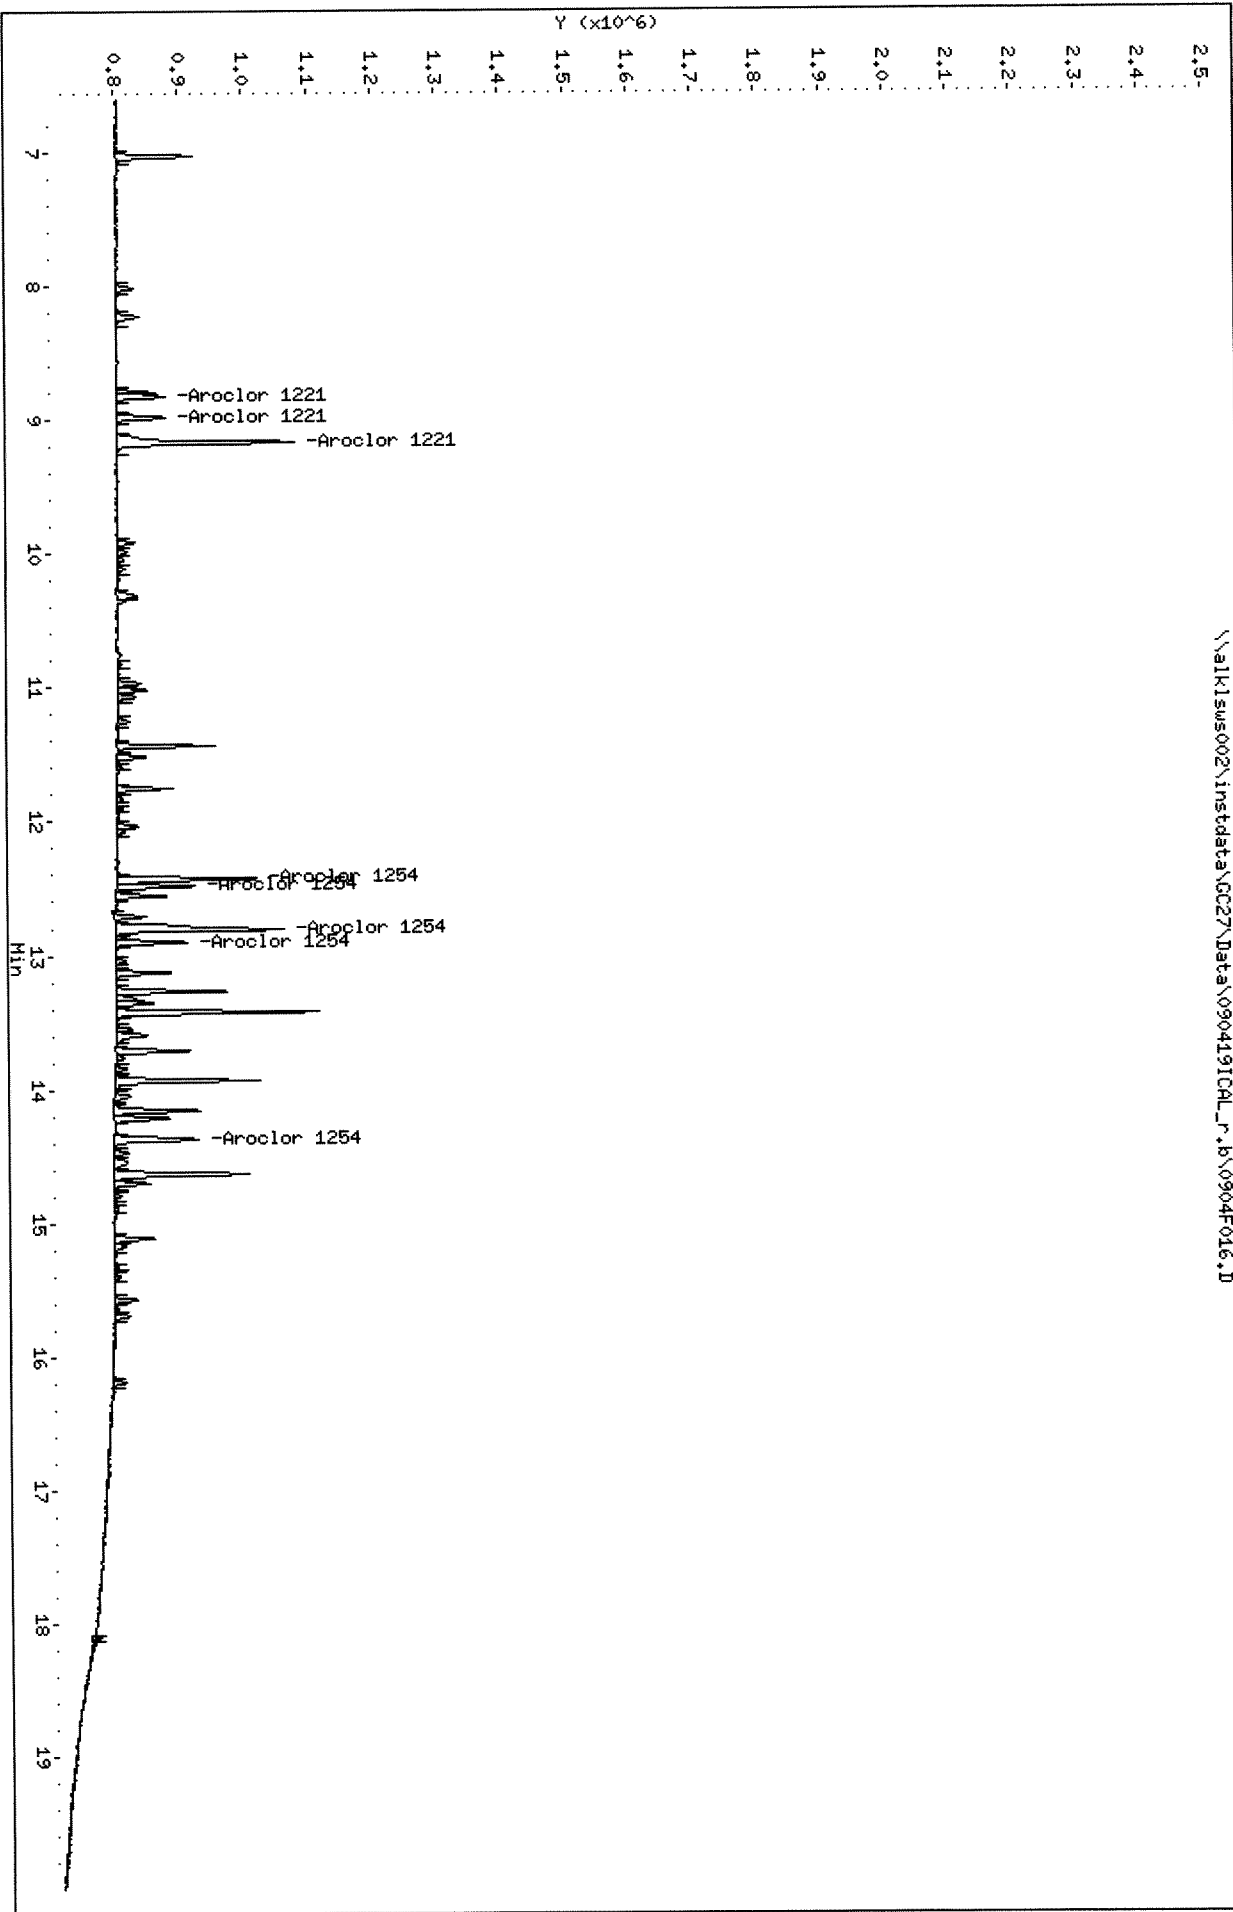 \\alklsws002\instdata\GC27\Data\090419ICAL_r.b\0904F016.D
Y (x10^6)
2.5
2.4
2.3
2.2
2.1
2.0
1.9
1.8
1.7
1.6
1.5
1.4
1.3
1.2
1.1
1.0
0.9
0.8
-Aroclor 1221
-Aroclor 1221
-Aroclor 1221
-Aroclor 1254
-Aroclor 1254
-Aroclor 1254
-Aroclor 1254
-Aroclor 1254
7
8
9
10
11
12
13
14
15
16
17
18
19
Min